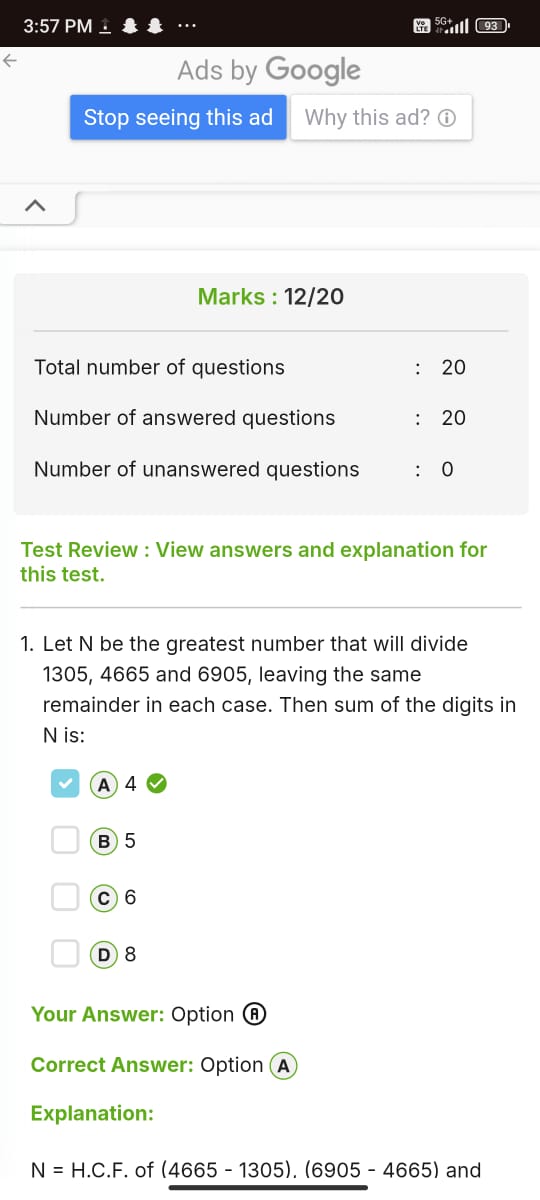 3:57 PM ...
Vo LTE 5G+ 93
Ads by Google
Stop seeing this ad Why this ad?
Marks : 12/20
Total number of questions : 20
Number of answered questions : 20
Number of unanswered questions : 0
Test Review : View answers and explanation for
this test.
1. Let N be the greatest number that will divide
1305, 4665 and 6905, leaving the same
remainder in each case. Then sum of the digits in
N is:
A 4
B 5
C 6
D 8
Your Answer: Option A
Correct Answer: Option A
Explanation:
N = H.C.F. of (4665 - 1305), (6905 - 4665) and